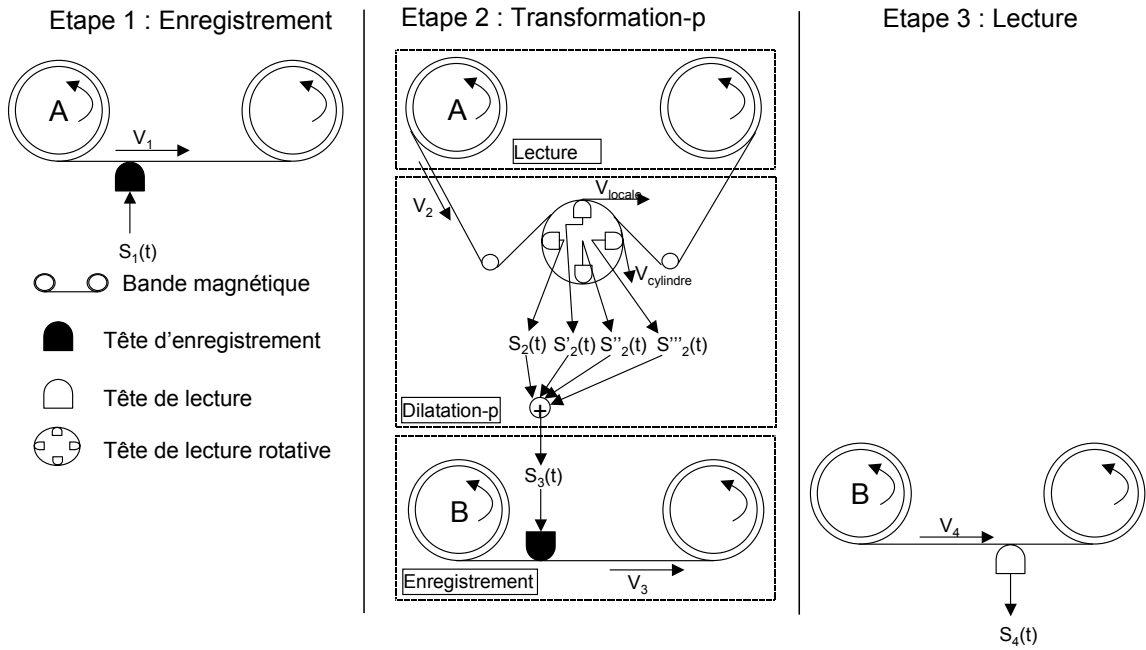 Etape 1 : Enregistrement
A
V1
S1(t)
Bande magnétique
Tête d'enregistrement
Tête de lecture
Tête de lecture rotative
Etape 2 : Transformation-p
A
Lecture
V2
Vlocale
Vcylindre
S2(t) S'2(t) S''2(t) S'''2(t)
Dilatation-p
+
S3(t)
B
Enregistrement
V3
Etape 3 : Lecture
B
V4
S4(t)